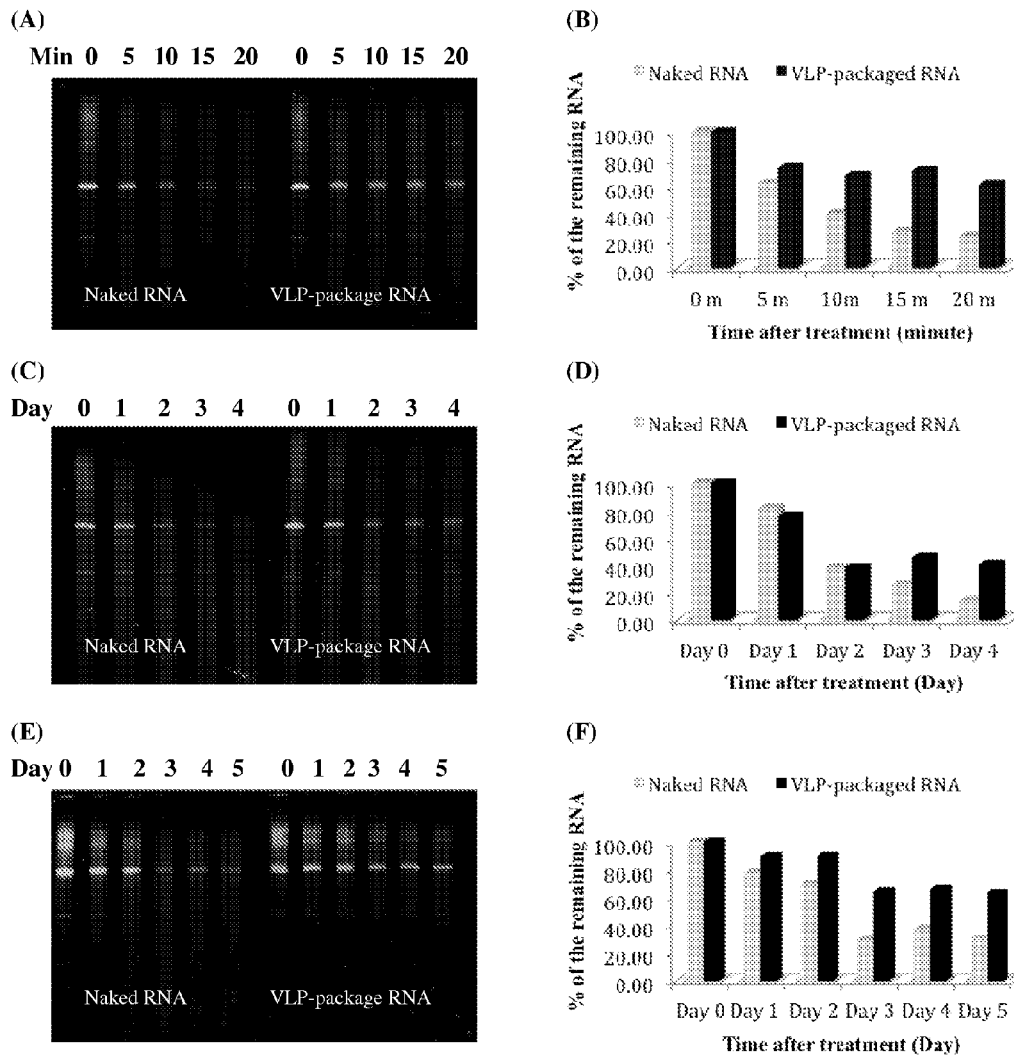 (A)
Min 0 5 10 15 20 0 5 10 15 20
Naked RNA VLP-package RNA
(B)
Naked RNA VLP-packaged RNA
% of the remaining RNA
100.00
80.00
60.00
40.00
20.00
0.00
0 m 5 m 10m 15 m 20 m
Time after treatment (minute)
(C)
Day 0 1 2 3 4 0 1 2 3 4
Naked RNA VLP-package RNA
(D)
Naked RNA VLP-packaged RNA
% of the remaining RNA
100.00
80.00
60.00
40.00
20.00
0.00
Day 0 Day 1 Day 2 Day 3 Day 4
Time after treatment (Day)
(E)
Day 0 1 2 3 4 5 0 1 2 3 4 5
Naked RNA VLP-package RNA
(F)
Naked RNA VLP-packaged RNA
% of the remaining RNA
100.00
80.00
60.00
40.00
20.00
0.00
Day 0 Day 1 Day 2 Day 3 Day 4 Day 5
Time after treatment (Day)